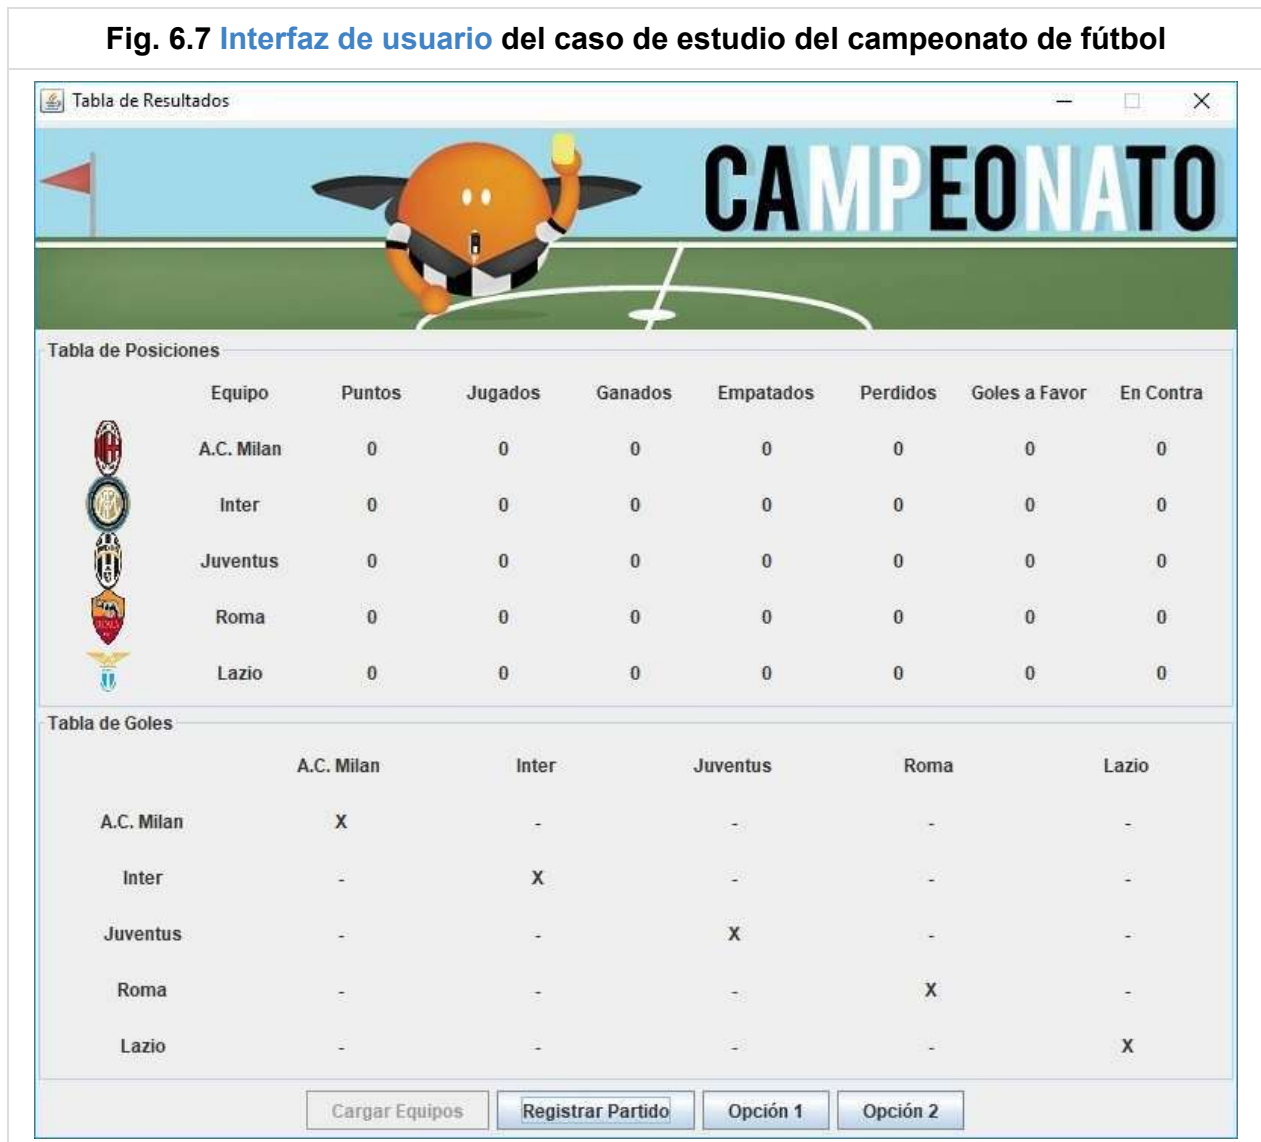 Fig. 6.7 Interfaz de usuario del caso de estudio del campeonato de fútbol
Tabla de Resultados
CAMPEONATO
Tabla de Posiciones
Equipo Puntos Jugados Ganados Empatados Perdidos Goles a Favor En Contra
A.C. Milan 0 0 0 0 0 0 0
Inter 0 0 0 0 0 0 0
Juventus 0 0 0 0 0 0 0
Roma 0 0 0 0 0 0 0
Lazio 0 0 0 0 0 0 0
Tabla de Goles
A.C. Milan Inter Juventus Roma Lazio
A.C. Milan X - - - -
Inter - X - - -
Juventus - - X - -
Roma - - - X -
Lazio - - - - X
Cargar Equipos Registrar Partido Opción 1 Opción 2